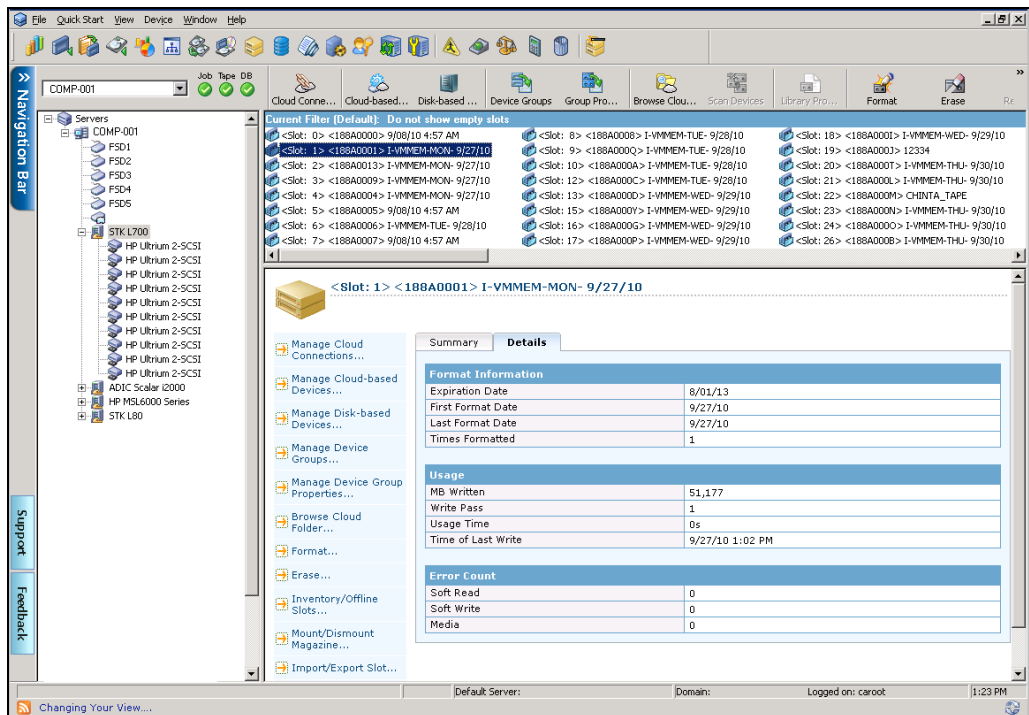 File Quick Start View Device Window Help
Navigation Bar
COMP-001
Job Tape DB
Cloud Conne... Cloud-based... Disk-based ... Device Groups Group Pro... Browse Clou... Scan Devices Library Pro... Format Erase Re
Servers
COMP-001
FSD1
FSD2
FSD3
FSD4
FSD5
STK L700
HP Ultrium 2-SCSI
HP Ultrium 2-SCSI
HP Ultrium 2-SCSI
HP Ultrium 2-SCSI
HP Ultrium 2-SCSI
HP Ultrium 2-SCSI
HP Ultrium 2-SCSI
HP Ultrium 2-SCSI
HP Ultrium 2-SCSI
HP Ultrium 2-SCSI
ADIC Scalar i2000
HP MSL6000 Series
STK L80
Support
Feedback
Current Filter (Default): Do not show empty slots
<Slot: 0> <188A0000> 9/08/10 4:57 AM
<Slot: 1> <188A0001> I-VMMEM-MON- 9/27/10
<Slot: 2> <188A0013> I-VMMEM-MON- 9/27/10
<Slot: 3> <188A0009> I-VMMEM-MON- 9/27/10
<Slot: 4> <188A0004> I-VMMEM-MON- 9/27/10
<Slot: 5> <188A0005> 9/08/10 4:57 AM
<Slot: 6> <188A0006> I-VMMEM-TUE- 9/28/10
<Slot: 7> <188A0007> 9/08/10 4:57 AM
<Slot: 8> <188A0008> I-VMMEM-TUE- 9/28/10
<Slot: 9> <188A000Q> I-VMMEM-TUE- 9/28/10
<Slot: 10> <188A000A> I-VMMEM-TUE- 9/28/10
<Slot: 12> <188A000C> I-VMMEM-TUE- 9/28/10
<Slot: 13> <188A000D> I-VMMEM-WED- 9/29/10
<Slot: 15> <188A000Y> I-VMMEM-WED- 9/29/10
<Slot: 16> <188A000G> I-VMMEM-WED- 9/29/10
<Slot: 17> <188A000P> I-VMMEM-WED- 9/29/10
<Slot: 18> <188A000I> I-VMMEM-WED- 9/29/10
<Slot: 19> <188A000J> 12334
<Slot: 20> <188A000T> I-VMMEM-THU- 9/30/10
<Slot: 21> <188A000L> I-VMMEM-THU- 9/30/10
<Slot: 22> <188A000M> CHINTA_TAPE
<Slot: 23> <188A000N> I-VMMEM-THU- 9/30/10
<Slot: 24> <188A000O> I-VMMEM-THU- 9/30/10
<Slot: 26> <188A000B> I-VMMEM-THU- 9/30/10
<Slot: 1> <188A0001> I-VMMEM-MON- 9/27/10
Manage Cloud
Connections...
Manage Cloud-based
Devices...
Manage Disk-based
Devices...
Manage Device
Groups...
Manage Device Group
Properties...
Browse Cloud
Folder...
Format...
Erase...
Inventory/Offline
Slots...
Mount/Dismount
Magazine...
Import/Export Slot...
Summary Details
Format Information
Expiration Date 8/01/13
First Format Date 9/27/10
Last Format Date 9/27/10
Times Formatted 1
Usage
MB Written 51,177
Write Pass 1
Usage Time 0s
Time of Last Write 9/27/10 1:02 PM
Error Count
Soft Read 0
Soft Write 0
Media 0
Default Server: Domain: Logged on: caroot 1:23 PM
Changing Your View....